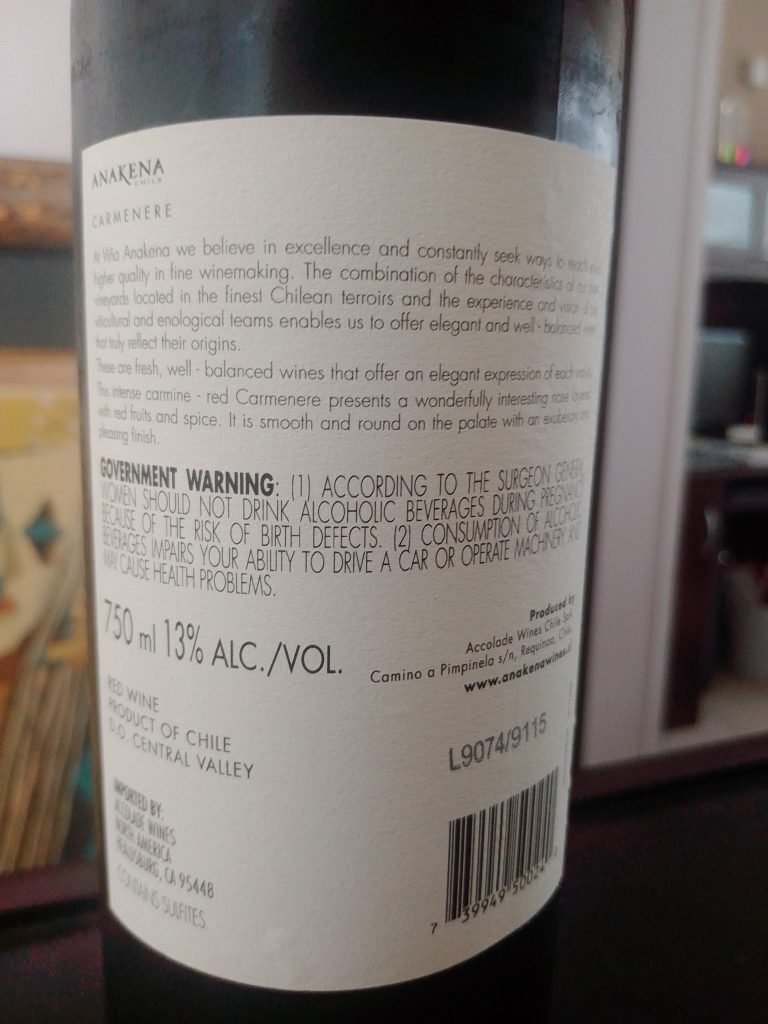 ANAKENA
CHILE
CARMENERE
At Viña Anakena we believe in excellence and constantly seek ways to reach
higher quality in fine winemaking. The combination of the characteristics of our
vineyards located in the finest Chilean terroirs and the experience and vision of our
viticultural and enological teams enables us to offer elegant and well - balanced wines
that truly reflect their origins.
These are fresh, well - balanced wines that offer an elegant expression of each variety.
This intense carmine - red Carmenere presents a wonderfully interesting nose layered
with red fruits and spice. It is smooth and round on the palate with an exuberant and
pleasing finish.
GOVERNMENT WARNING: (1) ACCORDING TO THE SURGEON GENERAL,
WOMEN SHOULD NOT DRINK ALCOHOLIC BEVERAGES DURING PREGNANCY
BECAUSE OF THE RISK OF BIRTH DEFECTS. (2) CONSUMPTION OF ALCOHOLIC
BEVERAGES IMPAIRS YOUR ABILITY TO DRIVE A CAR OR OPERATE MACHINERY, AND
MAY CAUSE HEALTH PROBLEMS.
750 ml 13% ALC./VOL.
Produced by
Accolade Wines Chile SpA
Camino a Pimpinela s/n, Requinoa, Chile
www.anakenawines.cl
RED WINE
PRODUCT OF CHILE
D.O. CENTRAL VALLEY
L9074/9115
IMPORTED BY:
ACCOLADE WINES
NORTH AMERICA
HEALDSBURG, CA 95448
CONTAINS SULFITES
7 39949 50024